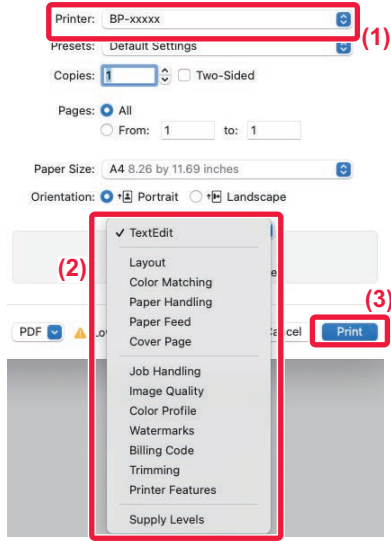 Printer: BP-xxxxx
(1)
Presets: Default Settings
Copies: 1 Two-Sided
Pages: All
From: 1 to: 1
Paper Size: A4 8.26 by 11.69 inches
Orientation: Portrait Landscape
✓ TextEdit
(2)
Layout
Color Matching
Paper Handling
Paper Feed
Cover Page
(3)
PDF Print
Job Handling
Image Quality
Color Profile
Watermarks
Billing Code
Trimming
Printer Features
Supply Levels